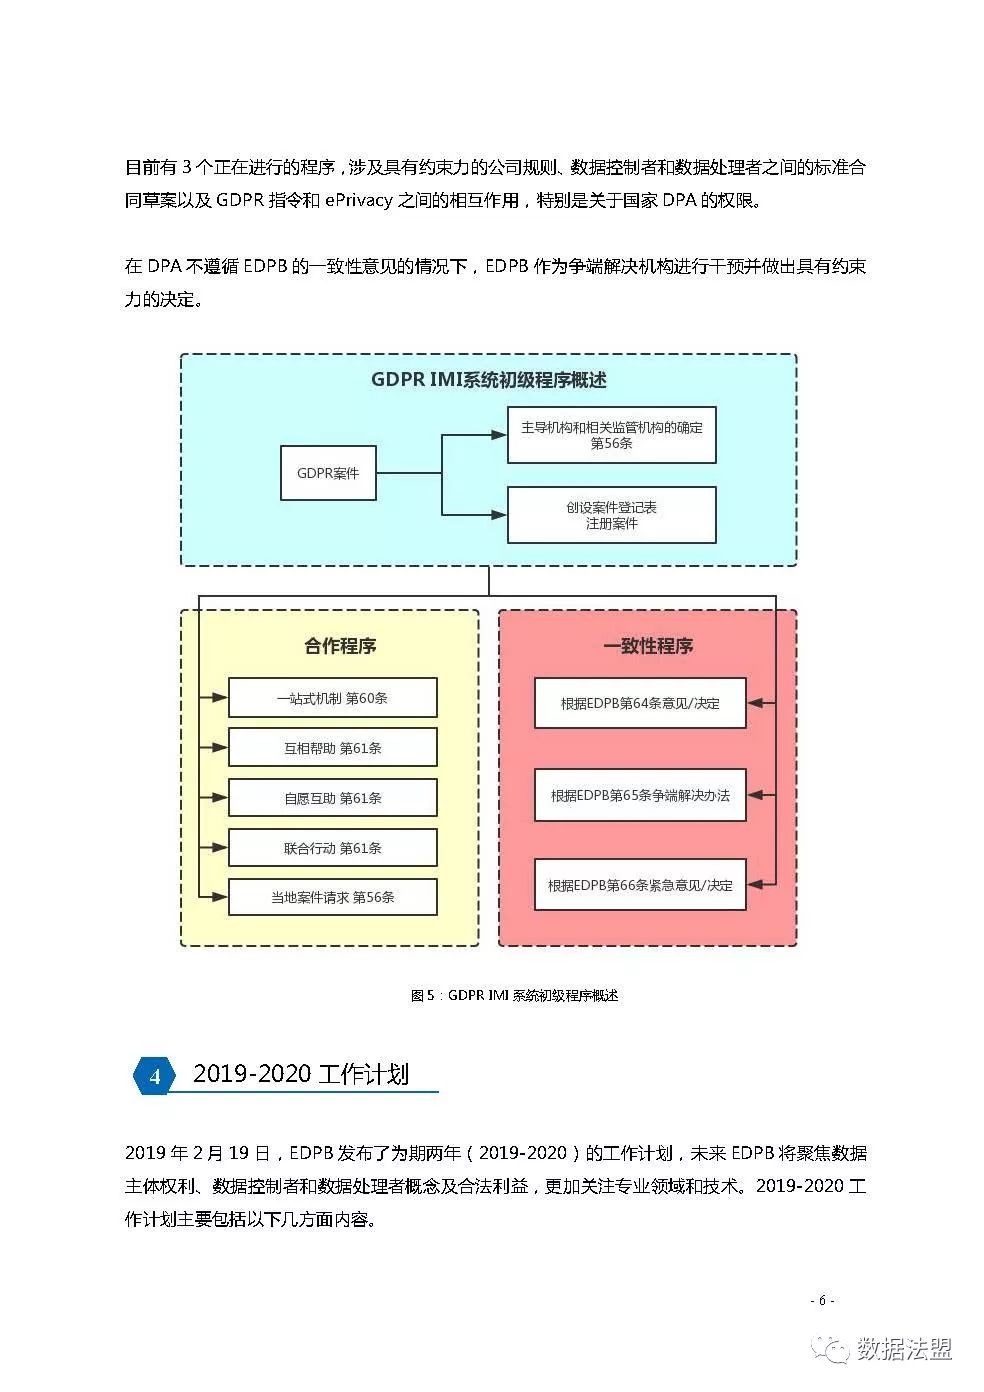 目前有 3 个正在进行的程序，涉及具有约束力的公司规则、数据控制者和数据处理者之间的标准合
同草案以及 GDPR 指令和 ePrivacy 之间的相互作用，特别是关于国家 DPA 的权限。
在 DPA 不遵循 EDPB 的一致性意见的情况下，EDPB 作为争端解决机构进行干预并做出具有约束
力的决定。
GDPR IMI系统初级程序概述
GDPR案件
主导机构和相关监管机构的确定
第56条
创设案件登记表
注册案件
合作程序
一站式机制 第60条
互相帮助 第61条
自愿互助 第61条
联合行动 第61条
当地案件请求 第56条
一致性程序
根据EDPB第64条意见/决定
根据EDPB第65条争端解决办法
根据EDPB第66条紧急意见/决定
图 5：GDPR IMI 系统初级程序概述
4 2019-2020 工作计划
2019 年 2 月 19 日，EDPB 发布了为期两年（2019-2020）的工作计划，未来 EDPB 将聚焦数据
主体权利、数据控制者和数据处理者概念及合法利益，更加关注专业领域和技术。2019-2020 工
作计划主要包括以下几方面内容。
- 6 -
数据法盟